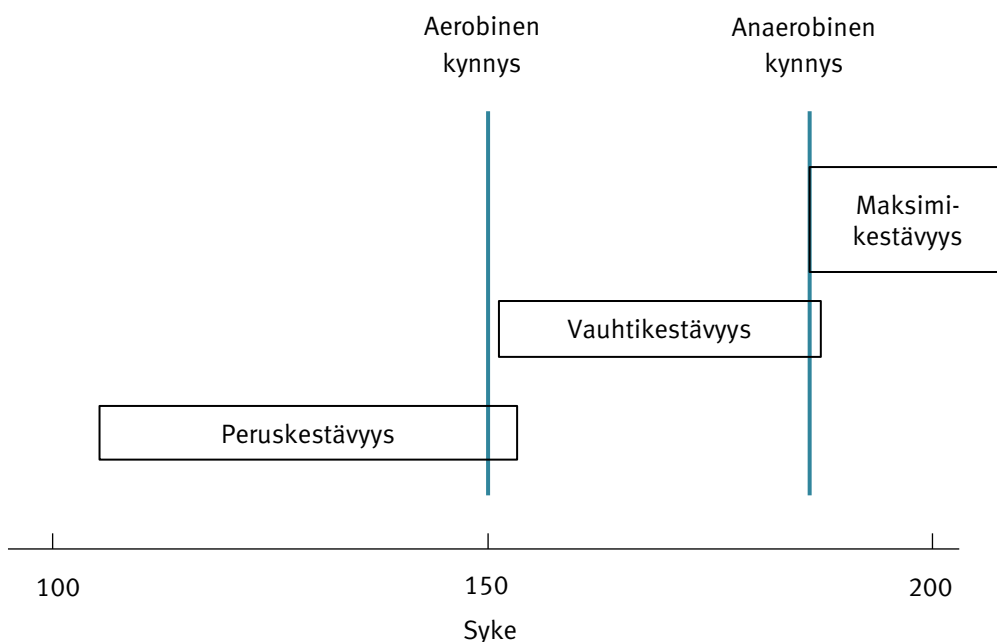 Aerobinen
kynnys
Anaerobinen
kynnys
Maksimi-
kestävyys
Vauhtikestävyys
Peruskestävyys
100
150
200
Syke